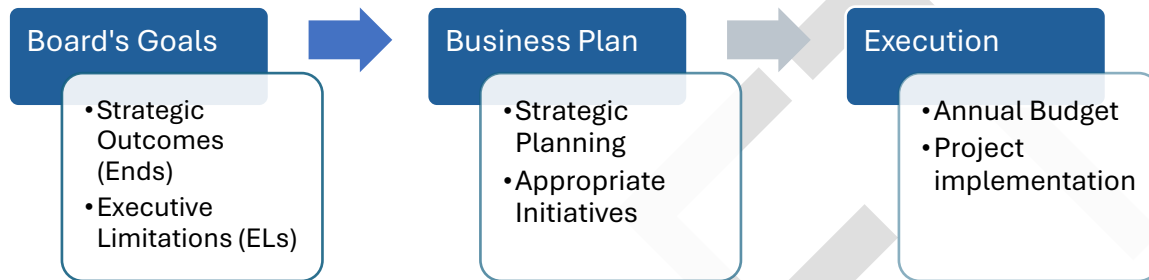 Board's Goals
•Strategic
Outcomes
(Ends)
•Executive
Limitations (ELs)
Business Plan
•Strategic
Planning
•Appropriate
Initiatives
Execution
•Annual Budget
•Project
implementation